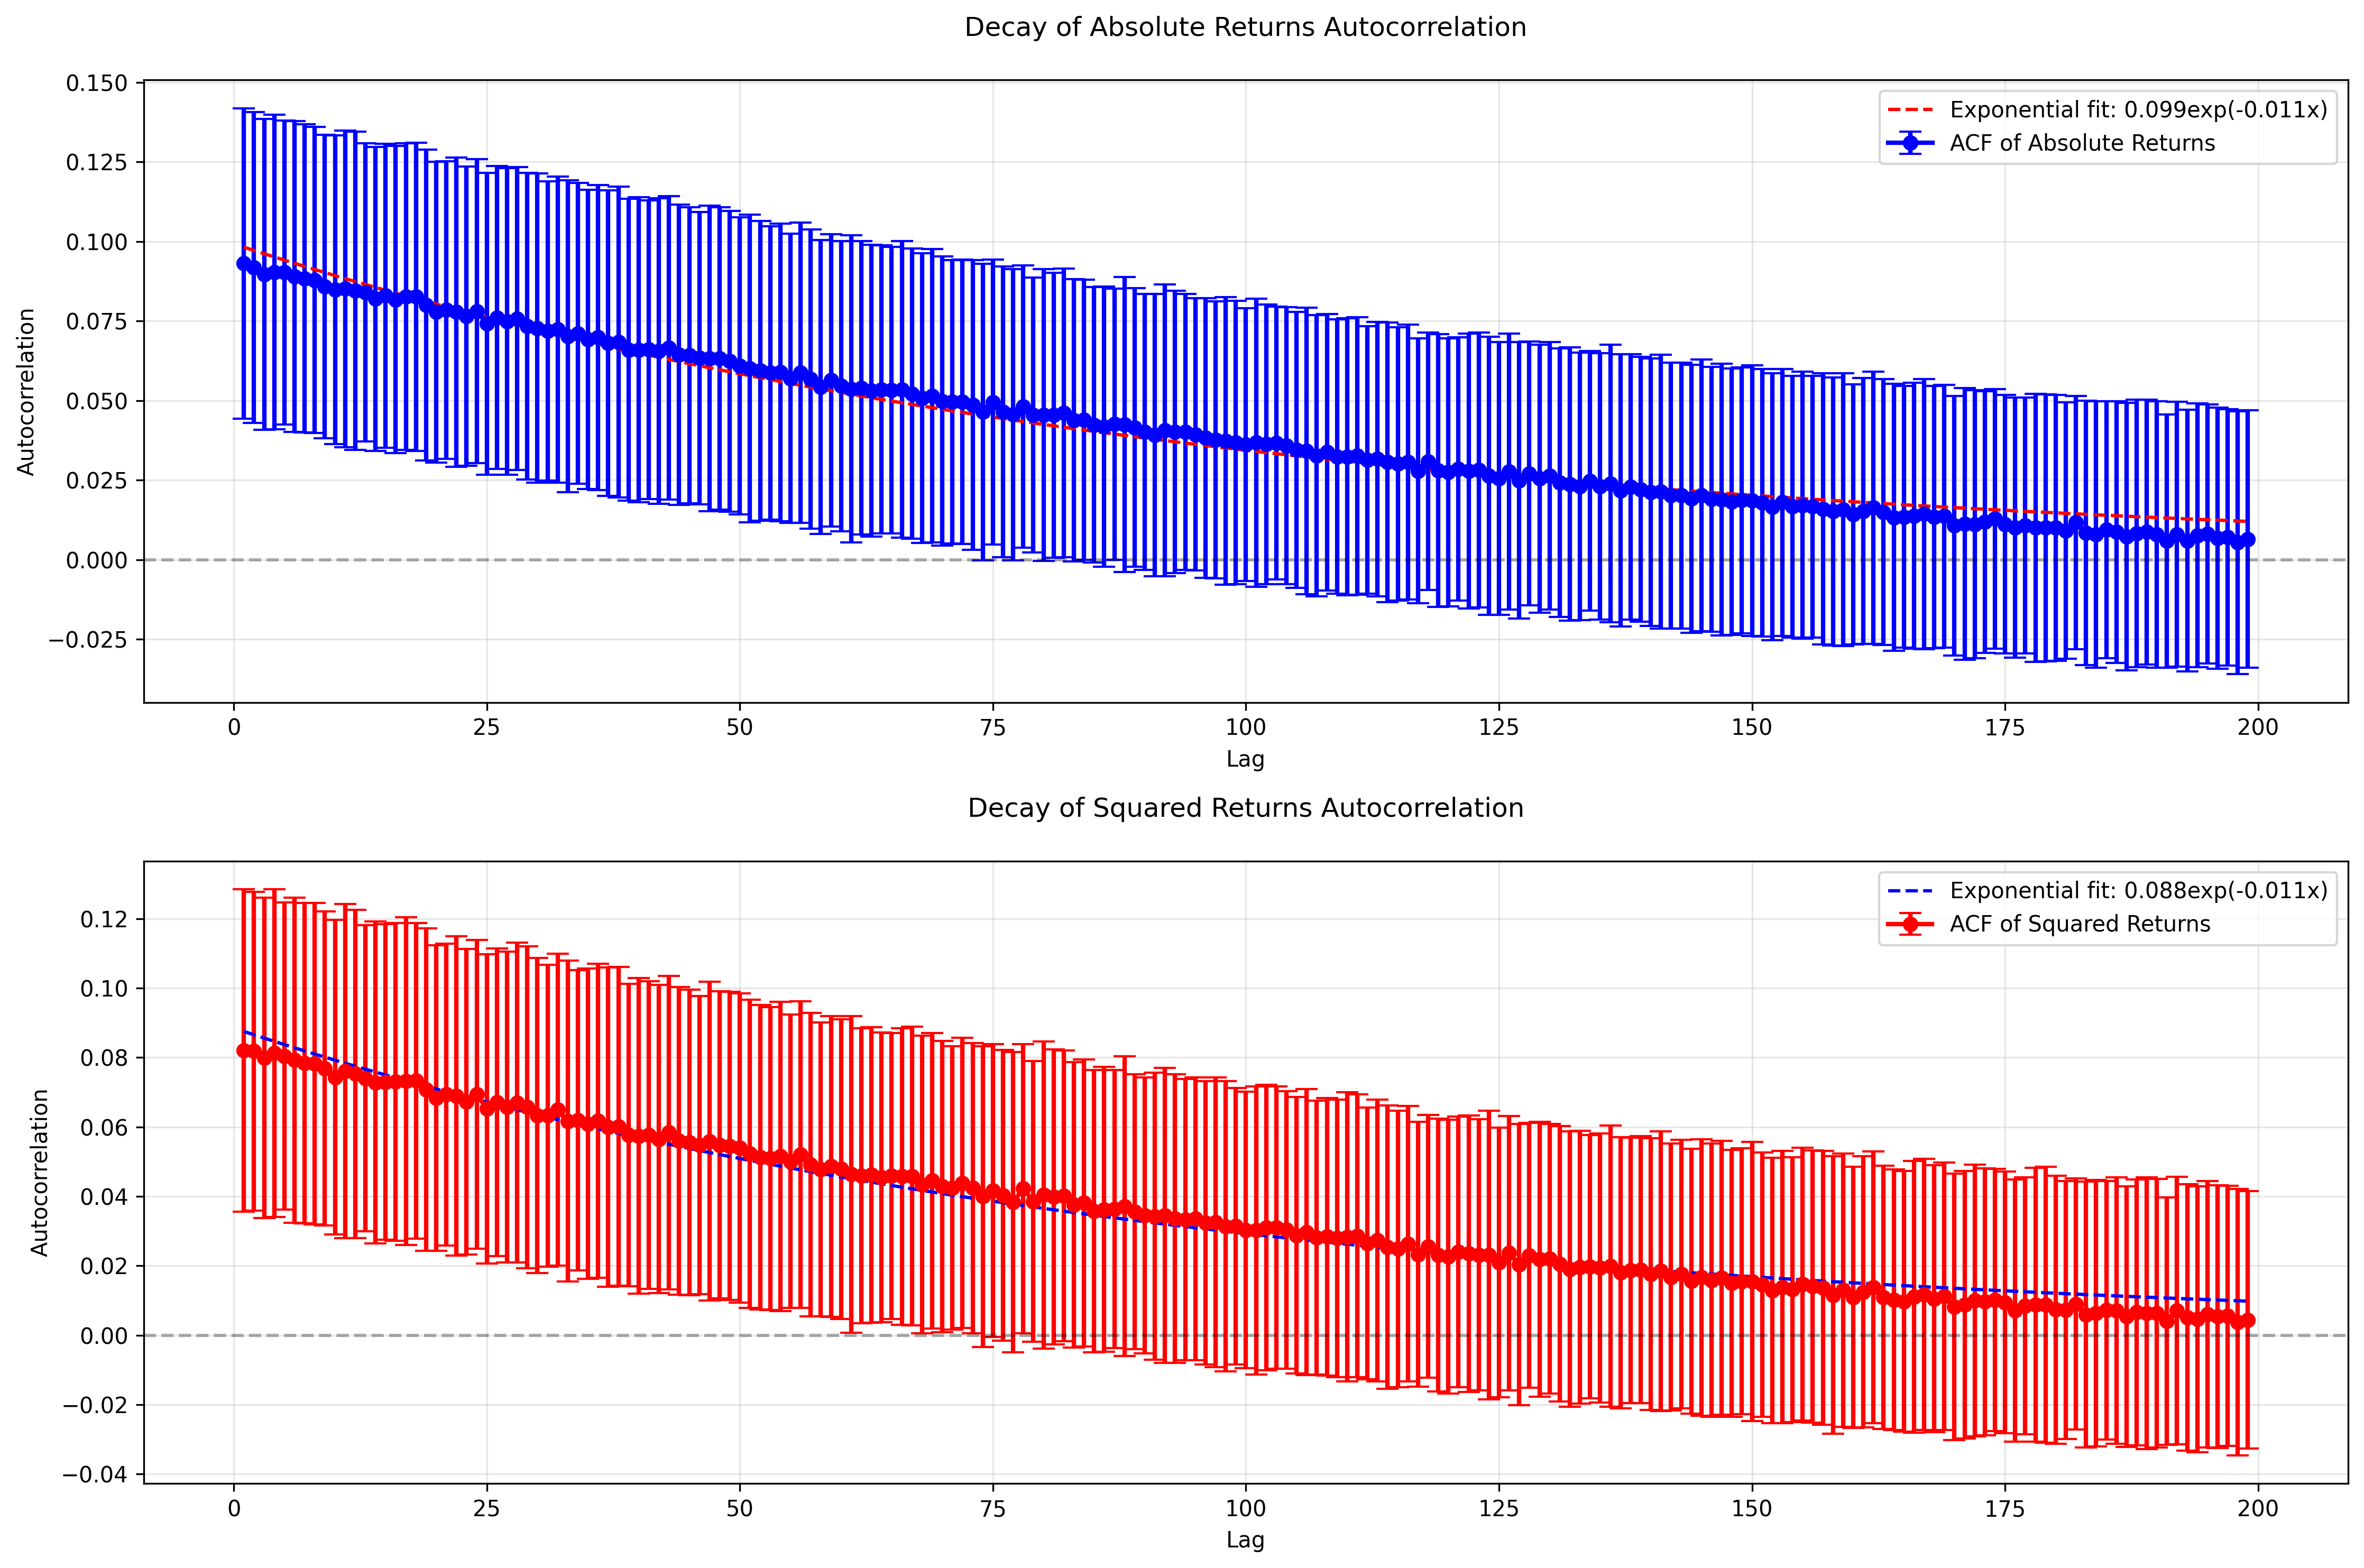 Decay of Absolute Returns Autocorrelation
0.150
0.125
0.100
0.075
0.050
0.025
0.000
−0.025
Autocorrelation
Exponential fit: 0.099exp(-0.011x)
ACF of Absolute Returns
0 25 50 75 100 125 150 175 200
Lag
Decay of Squared Returns Autocorrelation
0.12
0.10
0.08
0.06
0.04
0.02
0.00
−0.02
−0.04
Autocorrelation
Exponential fit: 0.088exp(-0.011x)
ACF of Squared Returns
0 25 50 75 100 125 150 175 200
Lag